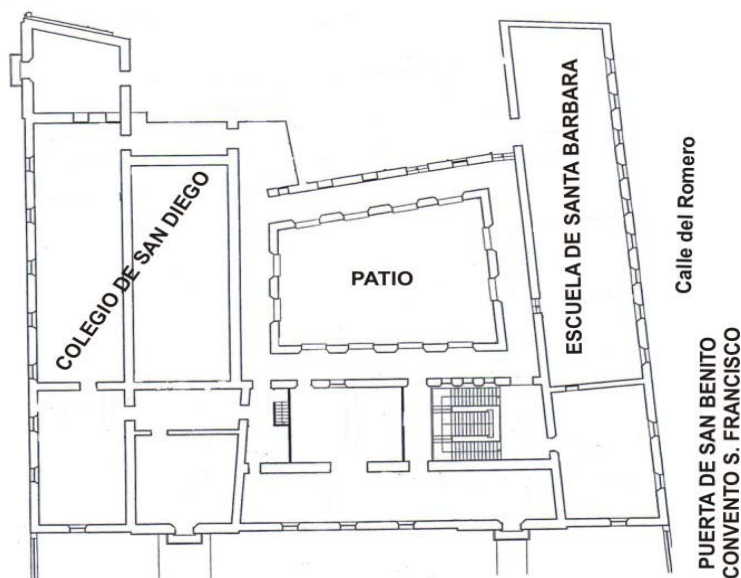 COLEGIO DE SAN DIEGO
PATIO
ESCUELA DE SANTA BARBARA
Calle del Romero
PUERTA DE SAN BENITO
CONVENTO S. FRANCISCO